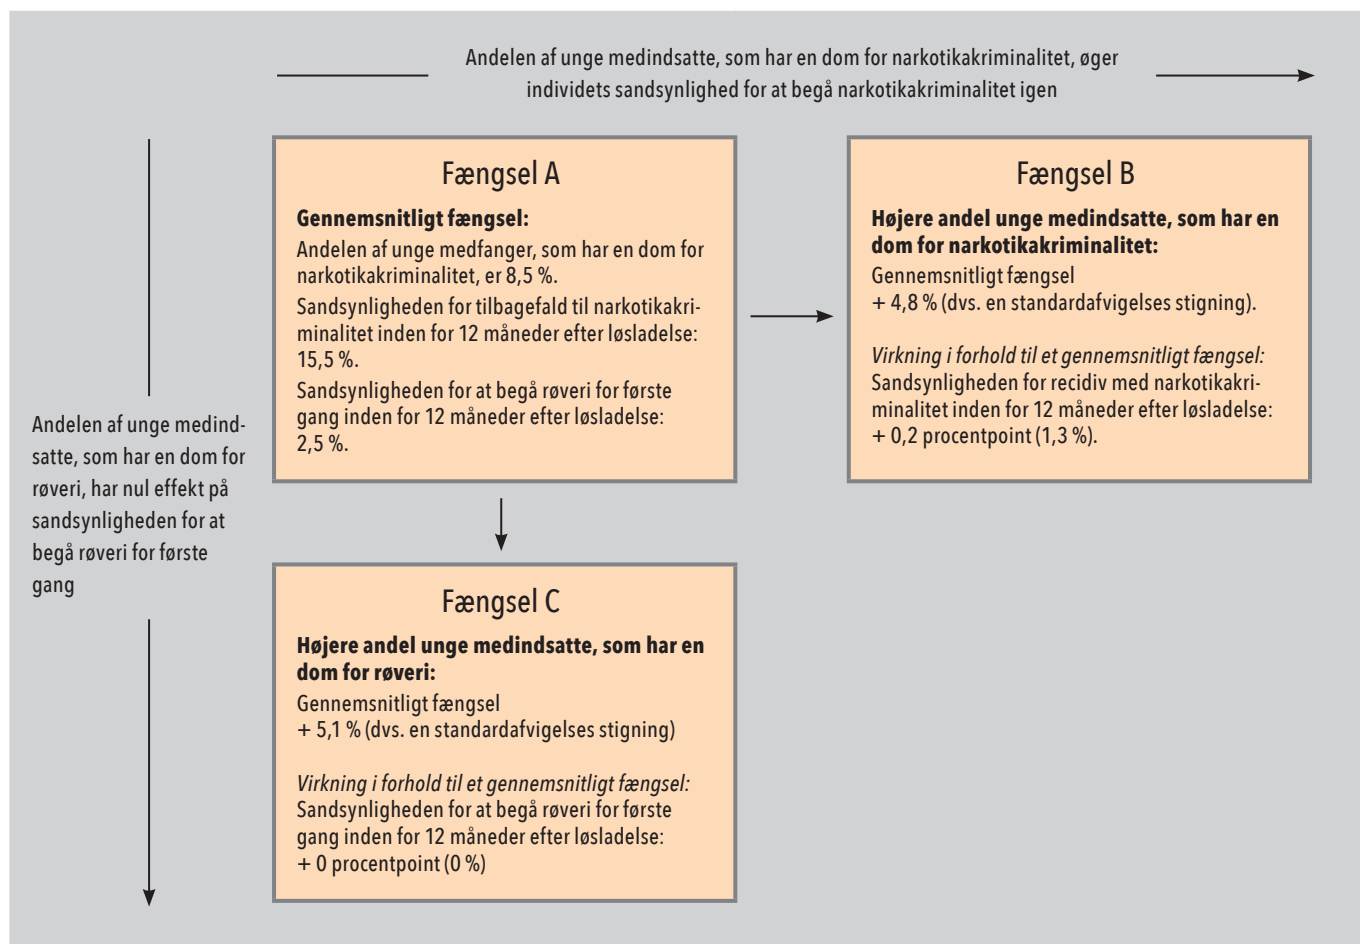 Andelen af unge medindsatte, som har en dom for narkotikakriminalitet, øger
individets sandsynlighed for at begå narkotikakriminalitet igen
Andelen af unge medind-
satte, som har en dom for
røveri, har nul effekt på
sandsynligheden for at
begå røveri for første
gang
Fængsel A
Gennemsnitligt fængsel:
Andelen af unge medfanger, som har en dom for
narkotikakriminalitet, er 8,5 %.
Sandsynligheden for tilbagefald til narkotikakri-
minalitet inden for 12 måneder efter løsladelse:
15,5 %.
Sandsynligheden for at begå røveri for første
gang inden for 12 måneder efter løsladelse:
2,5 %.
Fængsel B
Højere andel unge medindsatte, som har en
dom for narkotikakriminalitet:
Gennemsnitligt fængsel
+ 4,8 % (dvs. en standardafvigelses stigning).
Virkning i forhold til et gennemsnitligt fængsel:
Sandsynligheden for recidiv med narkotikakri-
minalitet inden for 12 måneder efter løsladelse:
+ 0,2 procentpoint (1,3 %).
Fængsel C
Højere andel unge medindsatte, som har en
dom for røveri:
Gennemsnitligt fængsel
+ 5,1 % (dvs. en standardafvigelses stigning)
Virkning i forhold til et gennemsnitligt fængsel:
Sandsynligheden for at begå røveri for første
gang inden for 12 måneder efter løsladelse:
+ 0 procentpoint (0 %)